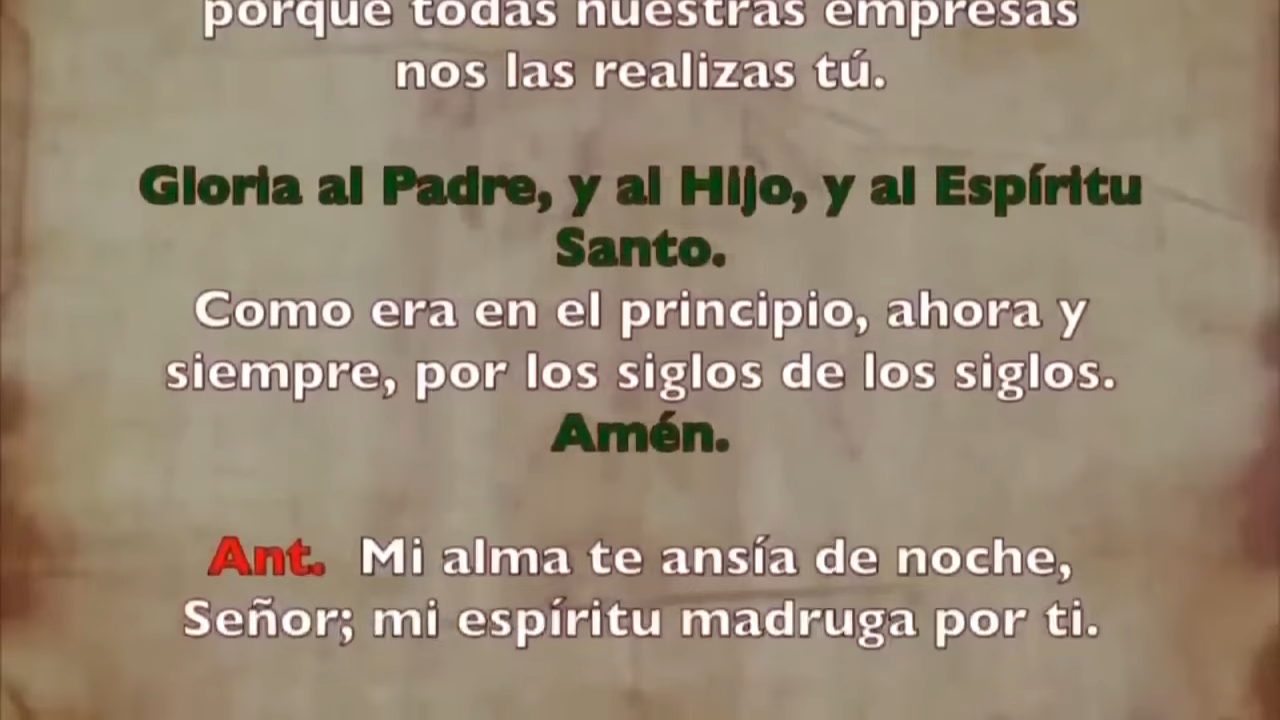 porque todas nuestras empresas
nos las realizas tú.
Gloria al Padre, y al Hijo, y al Espíritu
Santo.
Como era en el principio, ahora y
siempre, por los siglos de los siglos.
Amén.
Ant. Mi alma te ansía de noche,
Señor; mi espíritu madruga por ti.